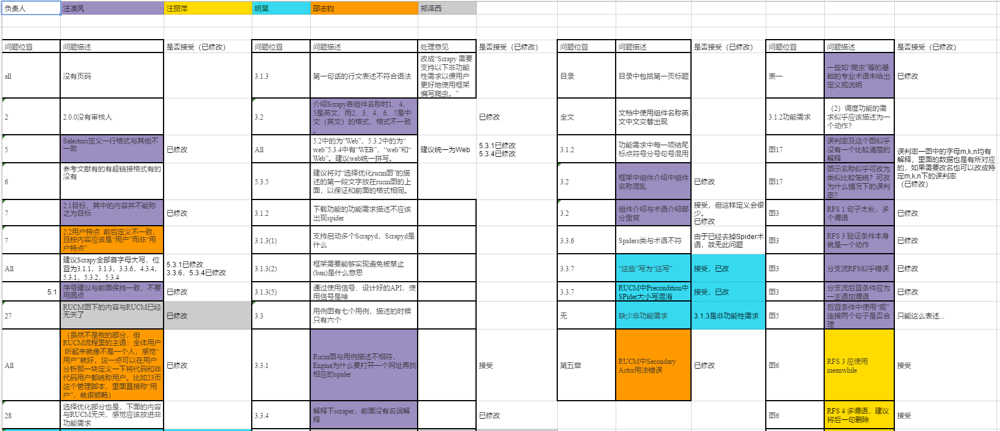 负责人 汪凌风 汪丽萍 明昊 邵志钧 郑泽西
问题位置 问题描述 是否接受（已修改） 问题位置 问题描述 处理意见 是否接受（已修改） 问题位置 问题描述 是否接受（已修改） 问题位置 问题描述 是否接受（已修改）
all
没有页码
3.1.3
第一句话的行文表述不符合语法
改成“Scrapy 需要
支持以下非功能
性需求以便用户
更好地使用框架
编写爬虫。”
目录
目录中包括第一页标题
表一
一些如“爬虫”等的基
础的专业术语未给出
定义或说明
已修改
2
2.0.0没有审核人
3.2
介绍Scrapy各组件名称时1、4、
5是英文，而2、3、4、6、7是中
文（英文）的格式，格式不一致
。
已修改
全文
文档中使用组件名称英
文中文交替出现
3.1.2功能需求
（2）调度功能的需
求似乎应该描述为一
个动作？
5
Selectors定义一行格式与其他不
一致
已修改
All
5.2中的为“Web”，5.3.2中的为“
web”5.3.4中有“WEB”，“web”和“
Web”。建议web统一拼写。
建议统一为Web
5.3.1已修改
5.3.4已修改
3.1.2
功能需求中每一项结尾
标点符号分号句号混用
图17
误判率及这个图似乎
没有一个比较清楚的
解释
误判率一图中的字母m,k,n均有
解释，里面的数据也是有所对应
的，如果需要改名也可以改成特
定m,k,n下的误判率
（已修改）
6
参考文献有的有超链接格式有的
没有
5.3.5
建议将对“选择优化rucm图”的描
述的第一段文字放在rucm图的上
面，以保证和前面的格式相同。
3.2
框架中组件介绍中组件
名称混乱
已修改
图17
图示名称似乎可改为
类似比较笼统？可改
为什么情况下的误判
率？
7
2.1目标，其中的内容并不能称
之为目标
已修改
3.1.2
下载功能的功能需求描述不应该
出现spider
3.2
组件介绍与术语介绍部
分重复
接受，但这样定义会很
少。
已修改
图3
RFS 1 句子太长，多
个谓语
已修改
7
2.2用户特点 前后定义不一致，
且按内容应该是“用户”而非“用
户特点”
3.1.3(1)
支持启动多个Scrapyd，Scrapyd是
什么
3.3.6
Spiders类与术语不符
由于已经去掉Spider术
语，故无此问题
图3
RFS 3 验证条件本身
就是一个动作
已修改
All
建议Scrapy全部首字母大写，位
置为3.1.1，3.1.3，3.3.6，4.3.4，
5.3.1，5.3.2，5.3.4
5.3.1已修改
3.3.6，5.3.4已修改
3.1.3(2)
框架需要能够实现避免被禁止
(ban)是什么意思
3.3.7
“这些”写为“这写”
接受，已改
图3
分支流RFS似乎错误
已修改
5.1
序号建议与前面保持一致，不要
用圆点
已修改
3.1.3(5)
通过使用信号、设计好的API，使
用信号是啥
3.3.7
RUCM中Precondition中
SPider大小写混淆
接受，已改
图3
分支流后置条件应为
一主语加谓语
已修改
27
RUCM图下的内容与RUCM已经
无关了
已修改
3.3
用例图有七个用例，描述的时候
只有六个
无
缺少非功能需求
3.1.3是非功能性需求
图5
后置条件中使用“或”
连接两个句子是否合
理
只能这么表述...
All
（虽然不是我的部分，但
RUCM流程里的主语：全体用户
听起来就像不是一个人，感觉“
用户”就好，这一点可以在用户
分析那一块定义一下将代码和非
代码用户都统称用户。比如23页
这个管理脚本，里面直接称“用
户”，就很顺畅）
已修改
3.3.1
Rucm图与用例描述不相符，
Engine为什么要打开一个网址再找
相应的spider
接受
第五章
RUCM中Secondary
Actor用法错误
已修改
图6
RFS 3 应使用
meanwhile
接受
28
选择优化部分也是，下面的内容
与RUCM无关，感觉应该放进非
功能需求
3.3.4
解释下scraper，前面没有名词解
释
已修改
图6
RFS 4 多谓语，建议
将后一句删除
接受